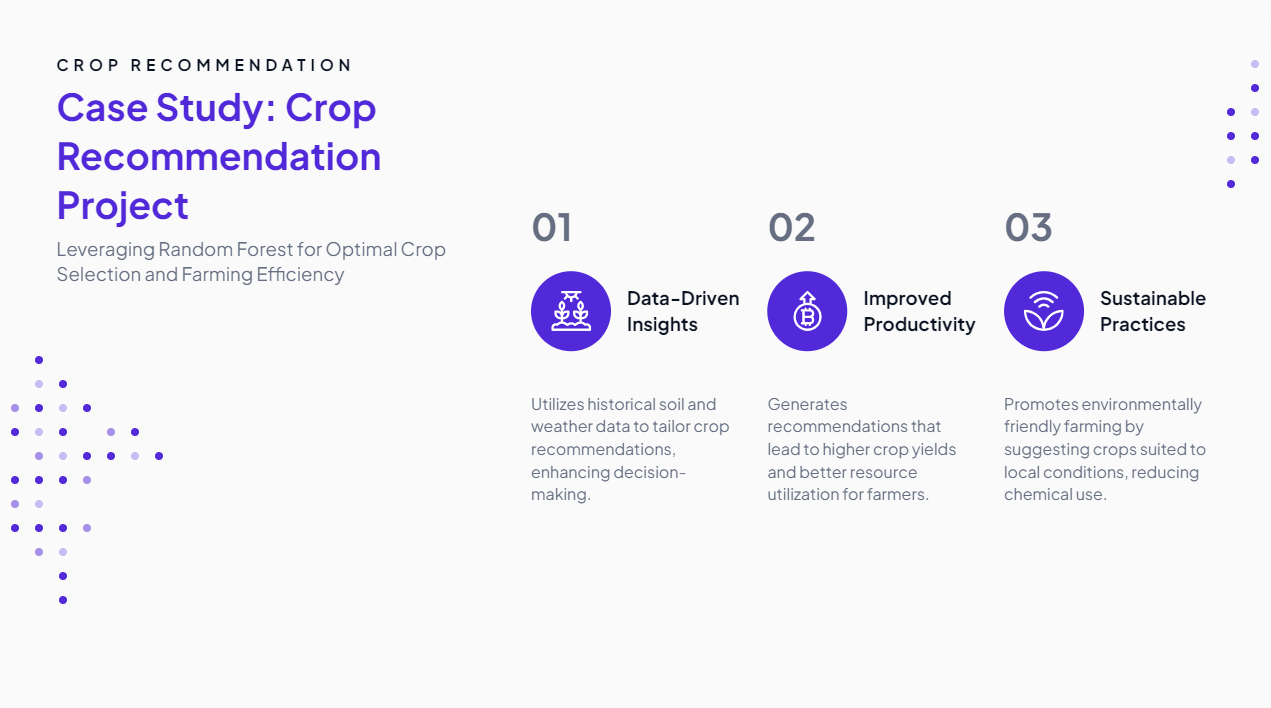 CROP RECOMMENDATION
Case Study: Crop
Recommendation
Project
Leveraging Random Forest for Optimal Crop
Selection and Farming Efficiency
01
Data-Driven
Insights
Utilizes historical soil and
weather data to tailor crop
recommendations,
enhancing decision-
making.
02
Improved
Productivity
Generates
recommendations that
lead to higher crop yields
and better resource
utilization for farmers.
03
Sustainable
Practices
Promotes environmentally
friendly farming by
suggesting crops suited to
local conditions, reducing
chemical use.